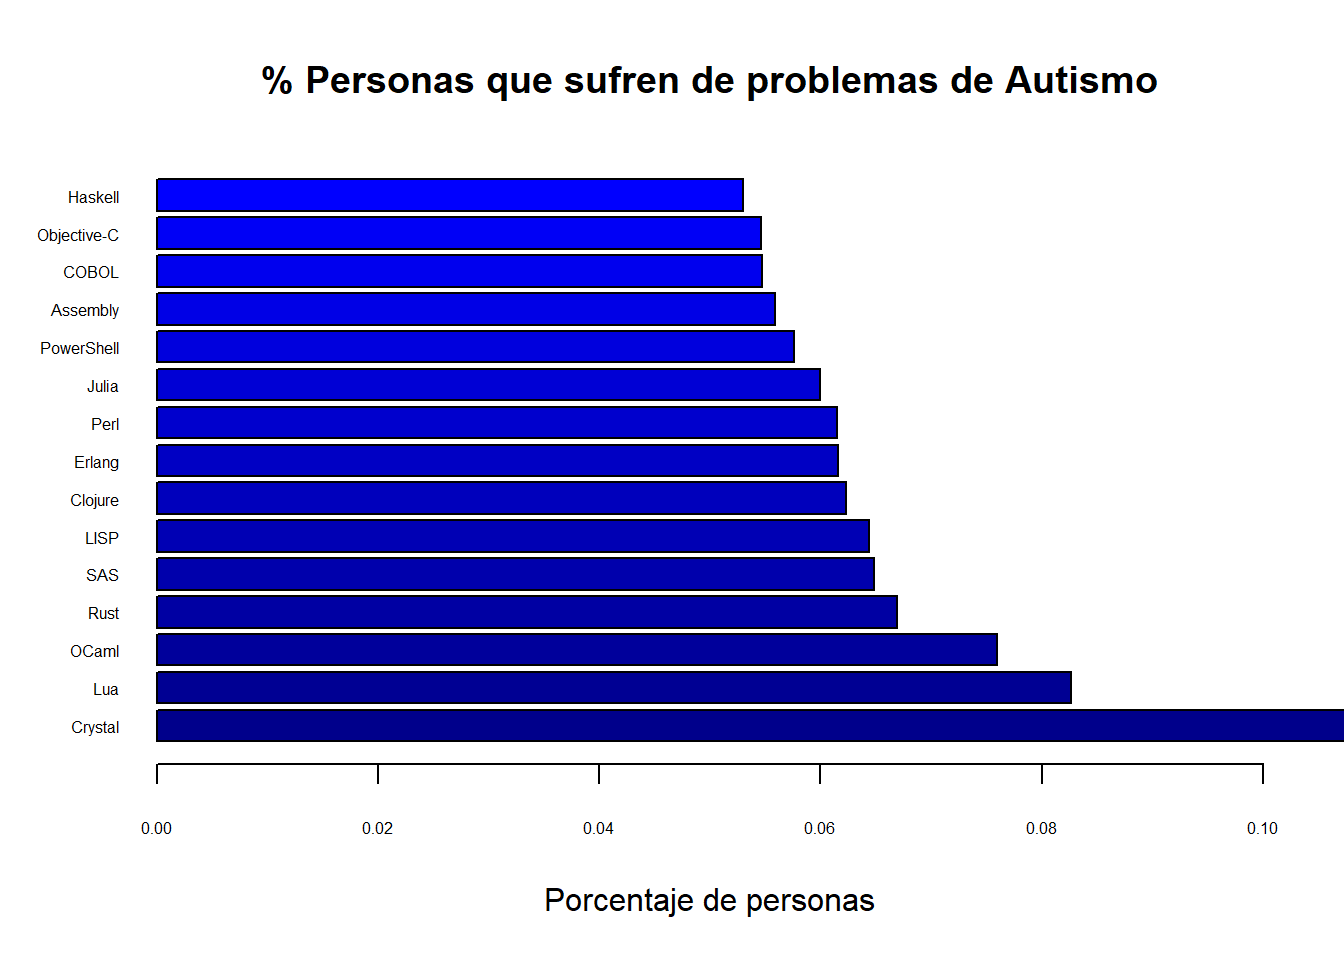 % Personas que sufren de problemas de Autismo
Haskell
Objective-C
COBOL
Assembly
PowerShell
Julia
Perl
Erlang
Clojure
LISP
SAS
Rust
OCaml
Lua
Crystal
0.00 0.02 0.04 0.06 0.08 0.10
Porcentaje de personas